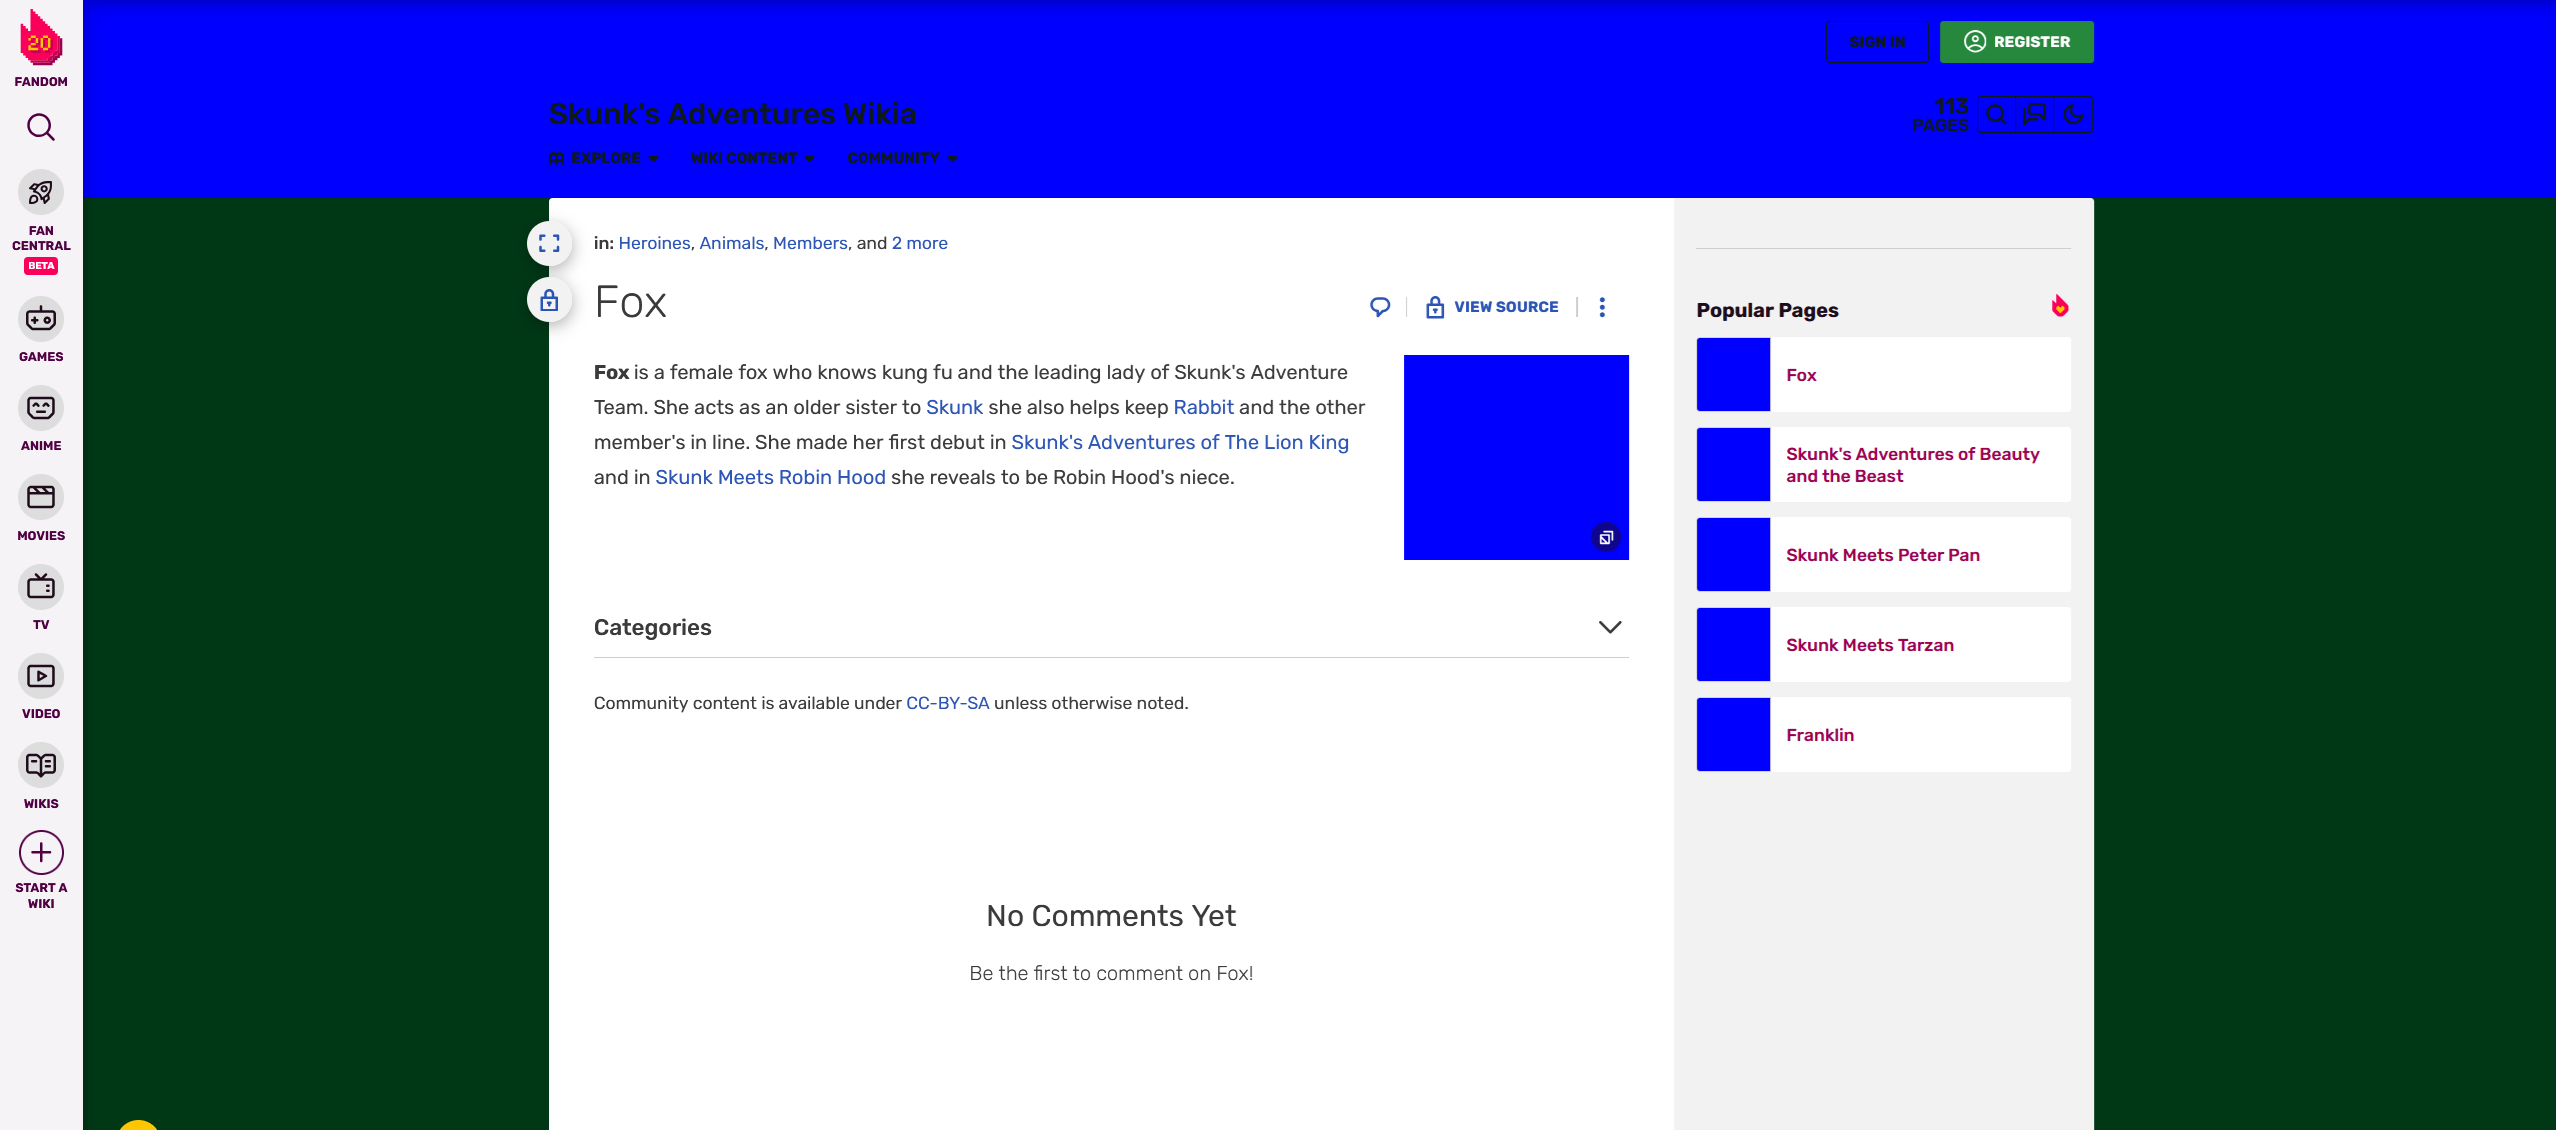 20
FANDOM
FAN
CENTRAL
BETA
GAMES
ANIME
MOVIES
TV
VIDEO
WIKIS
START A
WIKI
SIGN IN
REGISTER
Skunk's Adventures Wikia
113
PAGES
EXPLORE
WIKI CONTENT
COMMUNITY
in: Heroines, Animals, Members, and 2 more
Fox
VIEW SOURCE
Fox is a female fox who knows kung fu and the leading lady of Skunk's Adventure
Team. She acts as an older sister to Skunk she also helps keep Rabbit and the other
member's in line. She made her first debut in Skunk's Adventures of The Lion King
and in Skunk Meets Robin Hood she reveals to be Robin Hood's niece.
Categories
Community content is available under CC-BY-SA unless otherwise noted.
No Comments Yet
Be the first to comment on Fox!
Popular Pages
Fox
Skunk's Adventures of Beauty
and the Beast
Skunk Meets Peter Pan
Skunk Meets Tarzan
Franklin